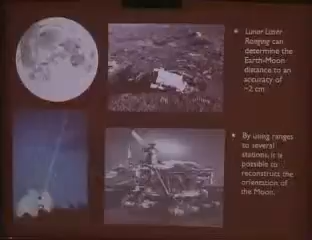 Lunar Laser
Ranging can
determine the
Earth-Moon
distance to an
accuracy of
~2 cm
By using ranges
to several
stations, it is
possible to
reconstruct the
orientation of
the Moon.